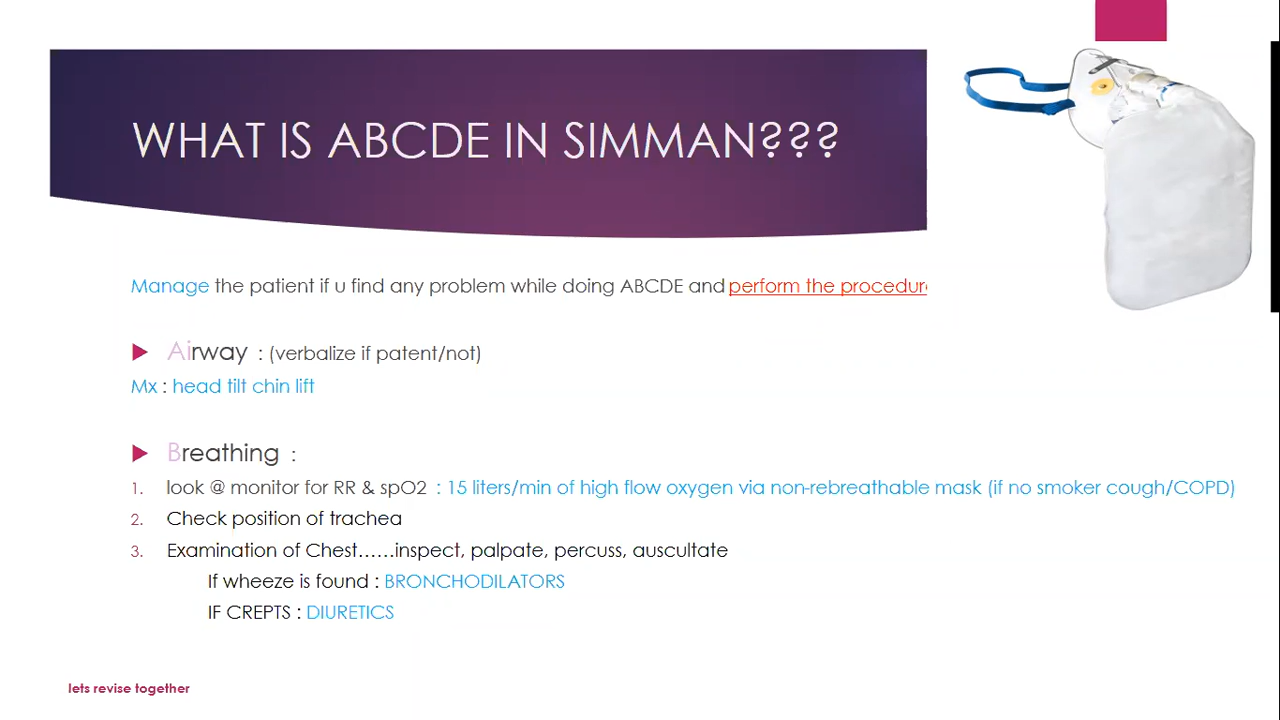 WHAT IS ABCDE IN SIMMAN???
Manage the patient if u find any problem while doing ABCDE and perform the procedur
Airway : (verbalize if patent/not)
Mx : head tilt chin lift
Breathing :
1. look @ monitor for RR & spO2 : 15 liters/min of high flow oxygen via non-rebreathable mask (if no smoker cough/COPD)
2. Check position of trachea
3. Examination of Chest......inspect, palpate, percuss, auscultate
If wheeze is found : BRONCHODILATORS
IF CREPTS : DIURETICS
lets revise together